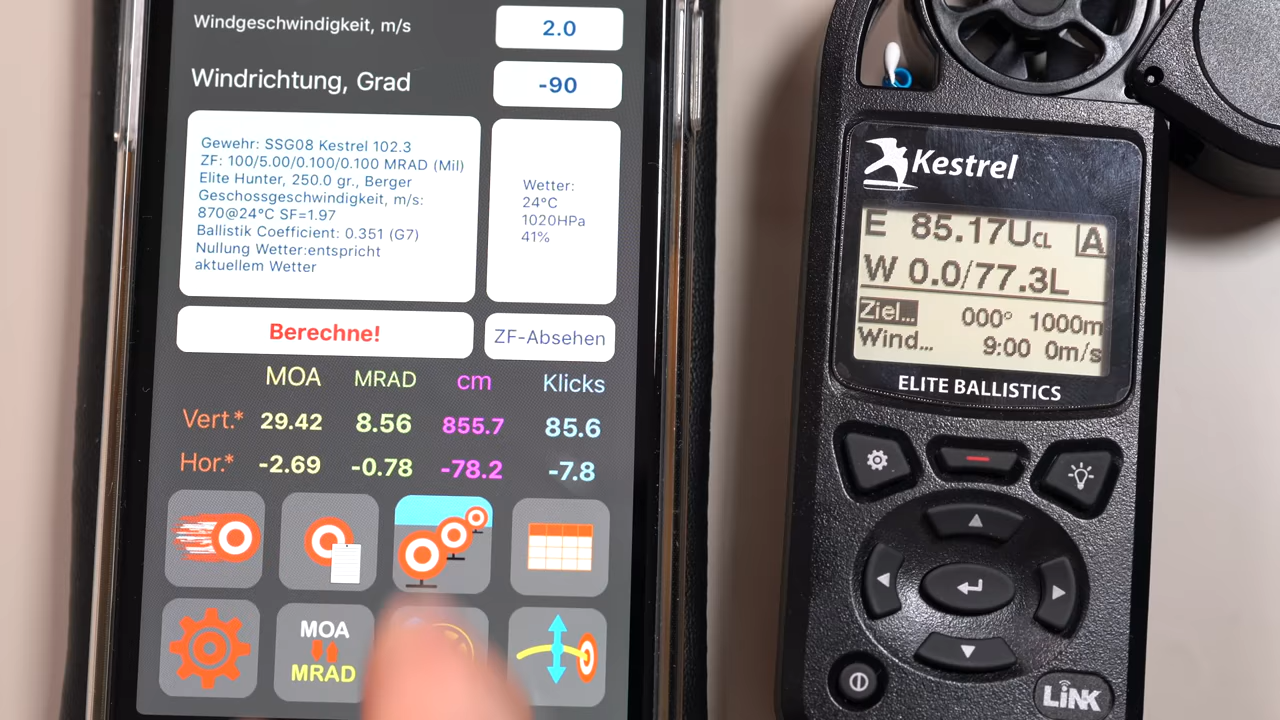 Windgeschwindigkeit, m/s
2.0
Windrichtung, Grad
-90
Gewehr: SSG08 Kestrel 102.3
ZF: 100/5.00/0.100/0.100 MRAD (Mil)
Elite Hunter, 250.0 gr., Berger
Geschossgeschwindigkeit, m/s:
870@24°C SF=1.97
Ballistik Coefficient: 0.351 (G7)
Nullung Wetter:entspricht
aktuellem Wetter
Wetter:
24°C
1020HPa
41%
Berechne!
ZF-Absehen
MOA MRAD cm Klicks
Vert.* 29.42 8.56 855.7 85.6
Hor.* -2.69 -0.78 -78.2 -7.8
MOA
MRAD
Kestrel
E 85.17UCL A
W 0.0/77.3L
Ziel... 000° 1000m
Wind... 9:00 0m/s
ELITE BALLISTICS
LiNK